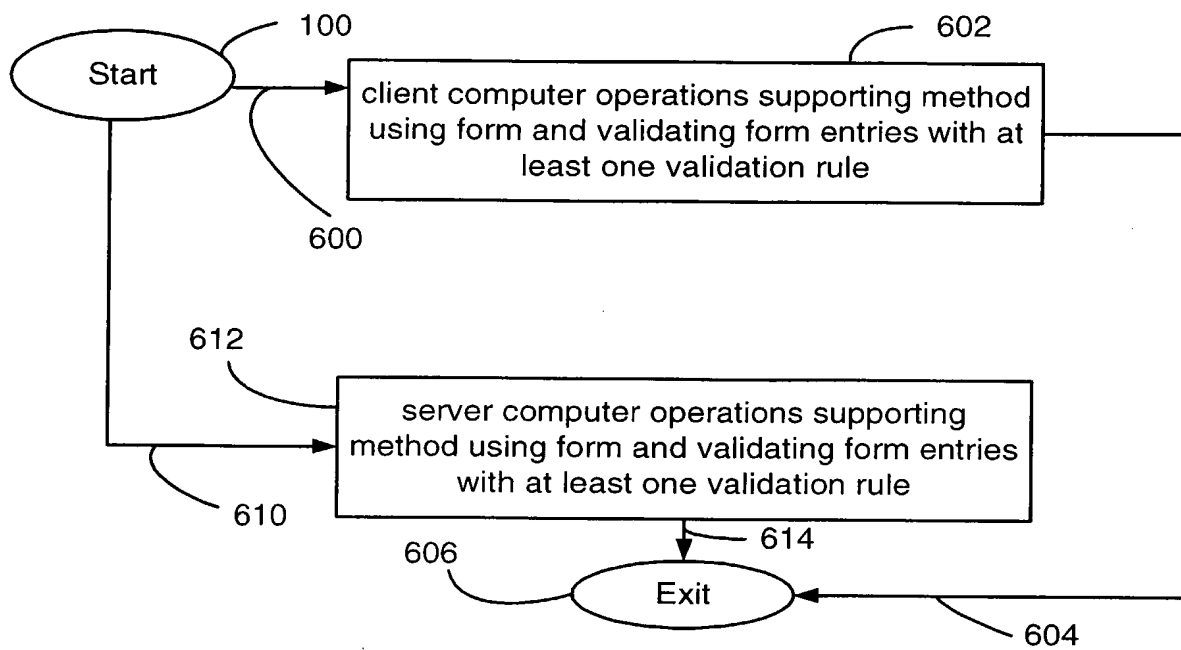 100
602
Start
client computer operations supporting method
using form and validating form entries with at
least one validation rule
600
612
server computer operations supporting
method using form and validating form entries
with at least one validation rule
610
614
606
Exit
604